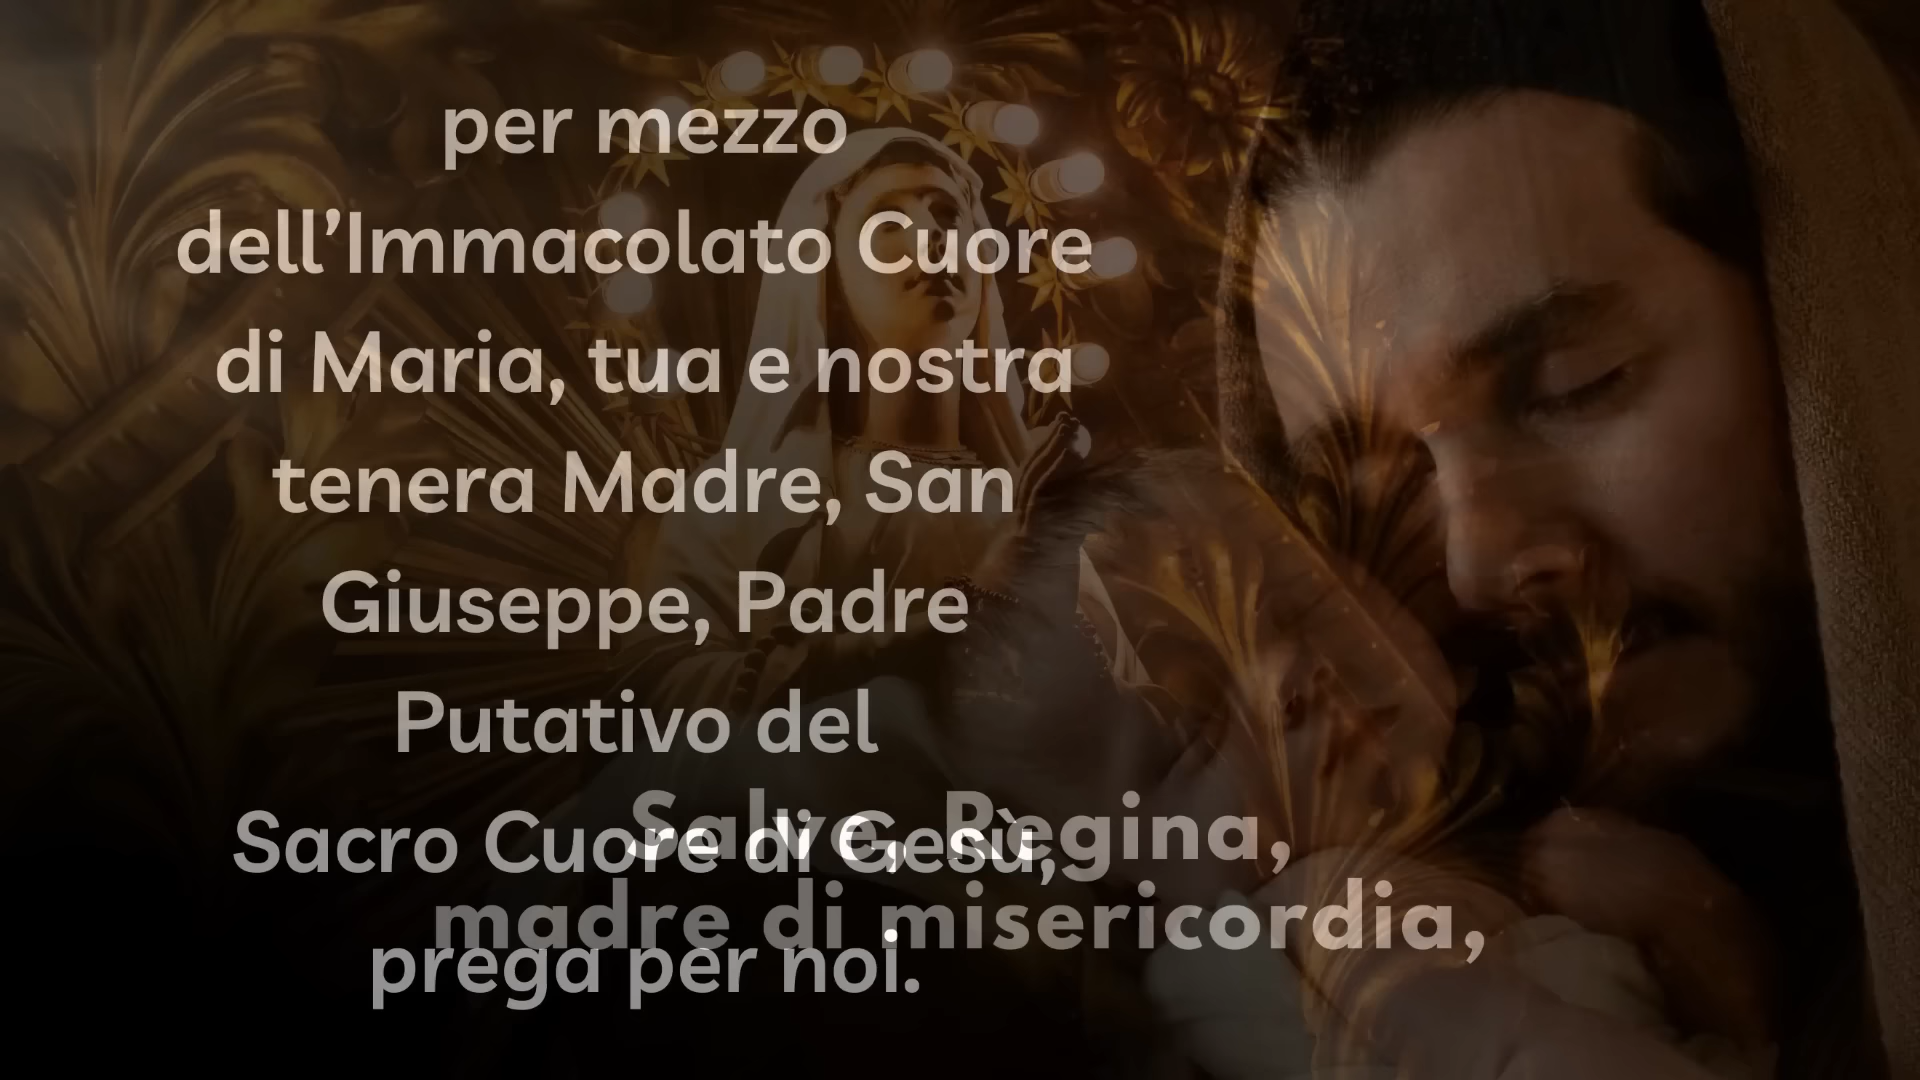 per mezzo
dell’Immacolato Cuore
di Maria, tua e nostra
tenera Madre, San
Giuseppe, Padre
Putativo del
Sacro Cuore di Gesù,
prega per noi.
Salve, Regina,
madre di misericordia,